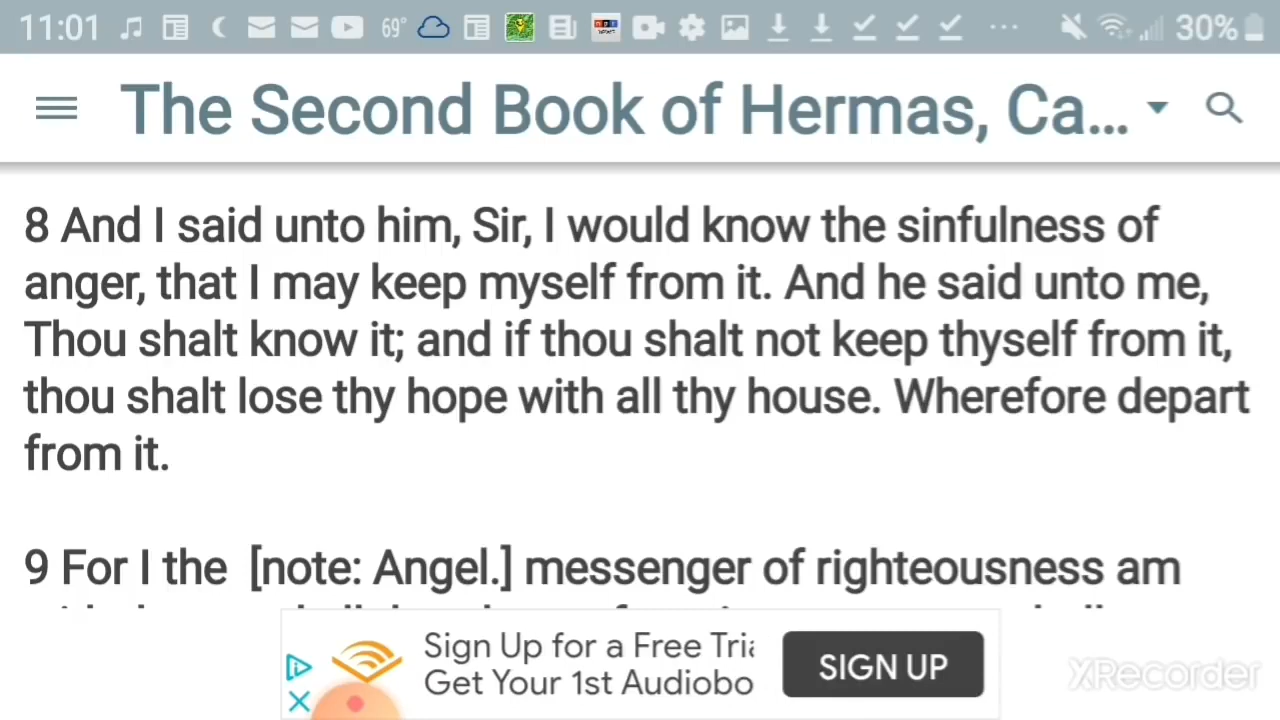 11:01 69° 30%
The Second Book of Hermas, Ca...
8 And I said unto him, Sir, I would know the sinfulness of
anger, that I may keep myself from it. And he said unto me,
Thou shalt know it; and if thou shalt not keep thyself from it,
thou shalt lose thy hope with all thy house. Wherefore depart
from it.
9 For I the [note: Angel.] messenger of righteousness am
Sign Up for a Free Tria
Get Your 1st Audiobo
SIGN UP
XRecorder